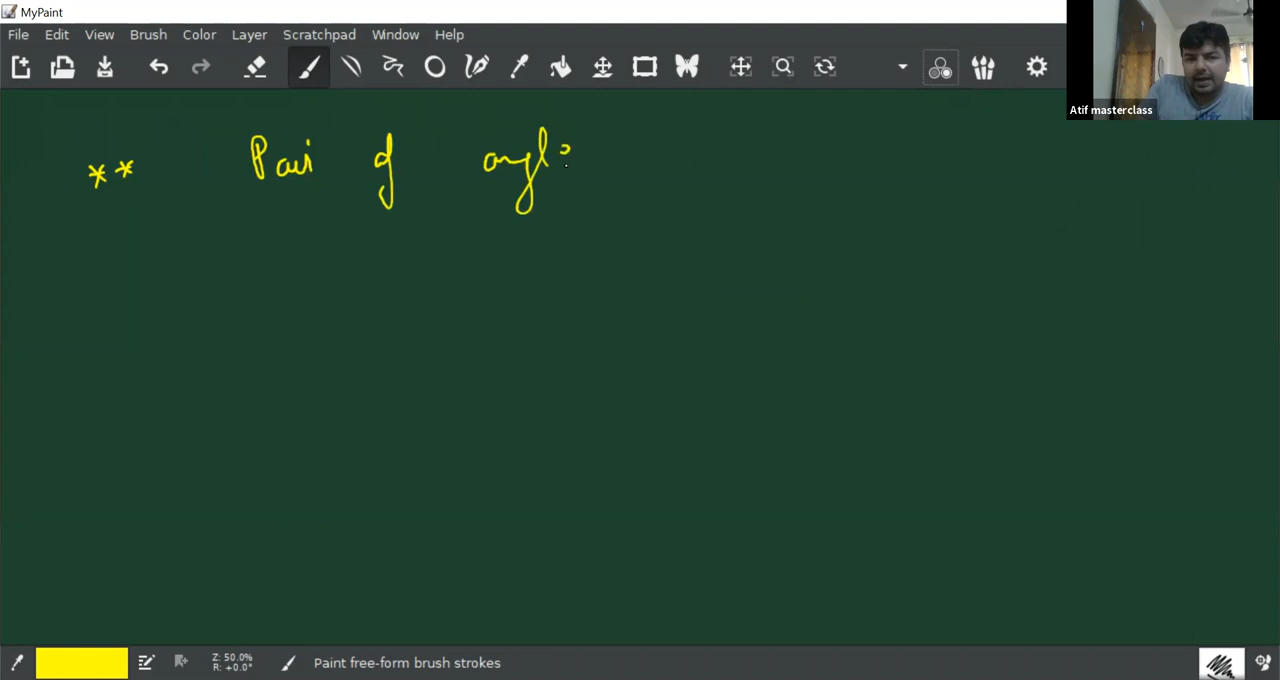 MyPaint
File Edit View Brush Color Layer Scratchpad Window Help
Atif masterclass
** Pair of angl
Z: 50.0%
R: +0.0°
Paint free-form brush strokes